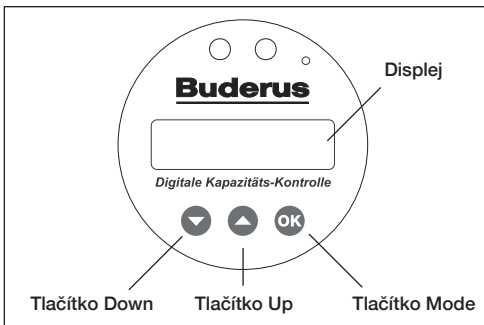 Buderus
Displej
Digitale Kapazitäts-Kontrolle
OK
Tlačítko Down Tlačítko Up Tlačítko Mode